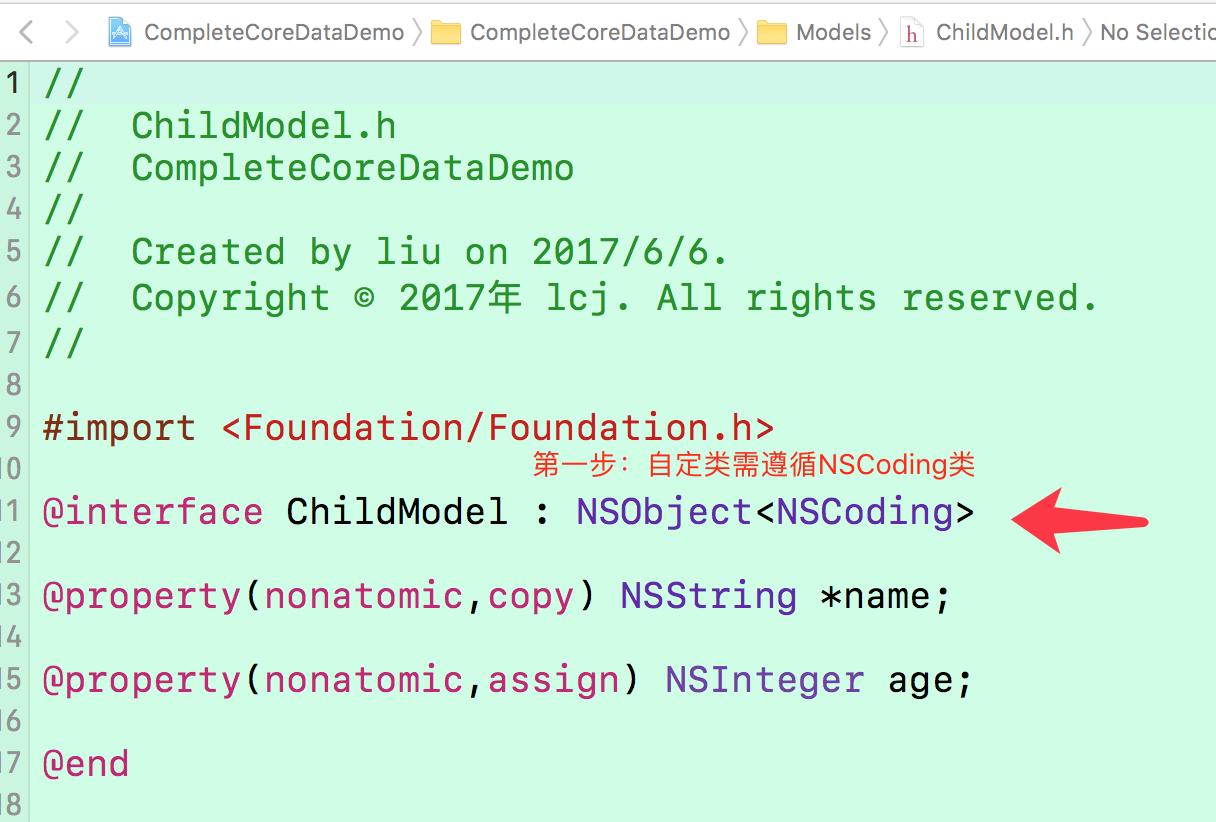 CompleteCoreDataDemo CompleteCoreDataDemo Models h ChildModel.h No Selectio
1 //
2 //  ChildModel.h
3 //  CompleteCoreDataDemo
4 //
5 //  Created by liu on 2017/6/6.
6 //  Copyright © 2017年 lcj. All rights reserved.
7 //
8
9 #import <Foundation/Foundation.h>
10 第一步：自定类需遵循NSCoding类
11 @interface ChildModel : NSObject<NSCoding>
12
13 @property(nonatomic,copy) NSString *name;
14
15 @property(nonatomic,assign) NSInteger age;
16
17 @end
18